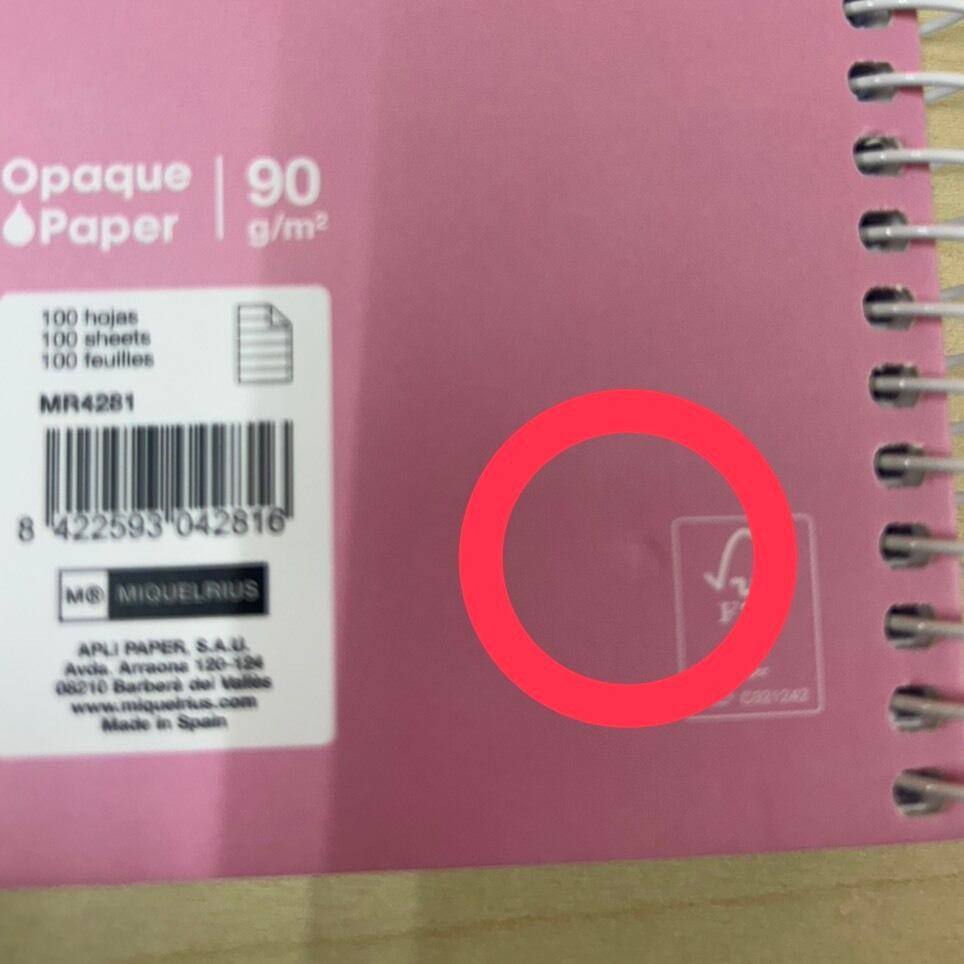 Opaque
Paper
90
g/m²
100 hojas
100 sheets
100 feuilles
MR4281
8 422593 042816
M® MIQUELRIUS
APLI PAPER, S.A.U.
Avda. Arraona 120-124
08210 Barberà del Vallès
www.miquelrius.com
Made in Spain
C021242